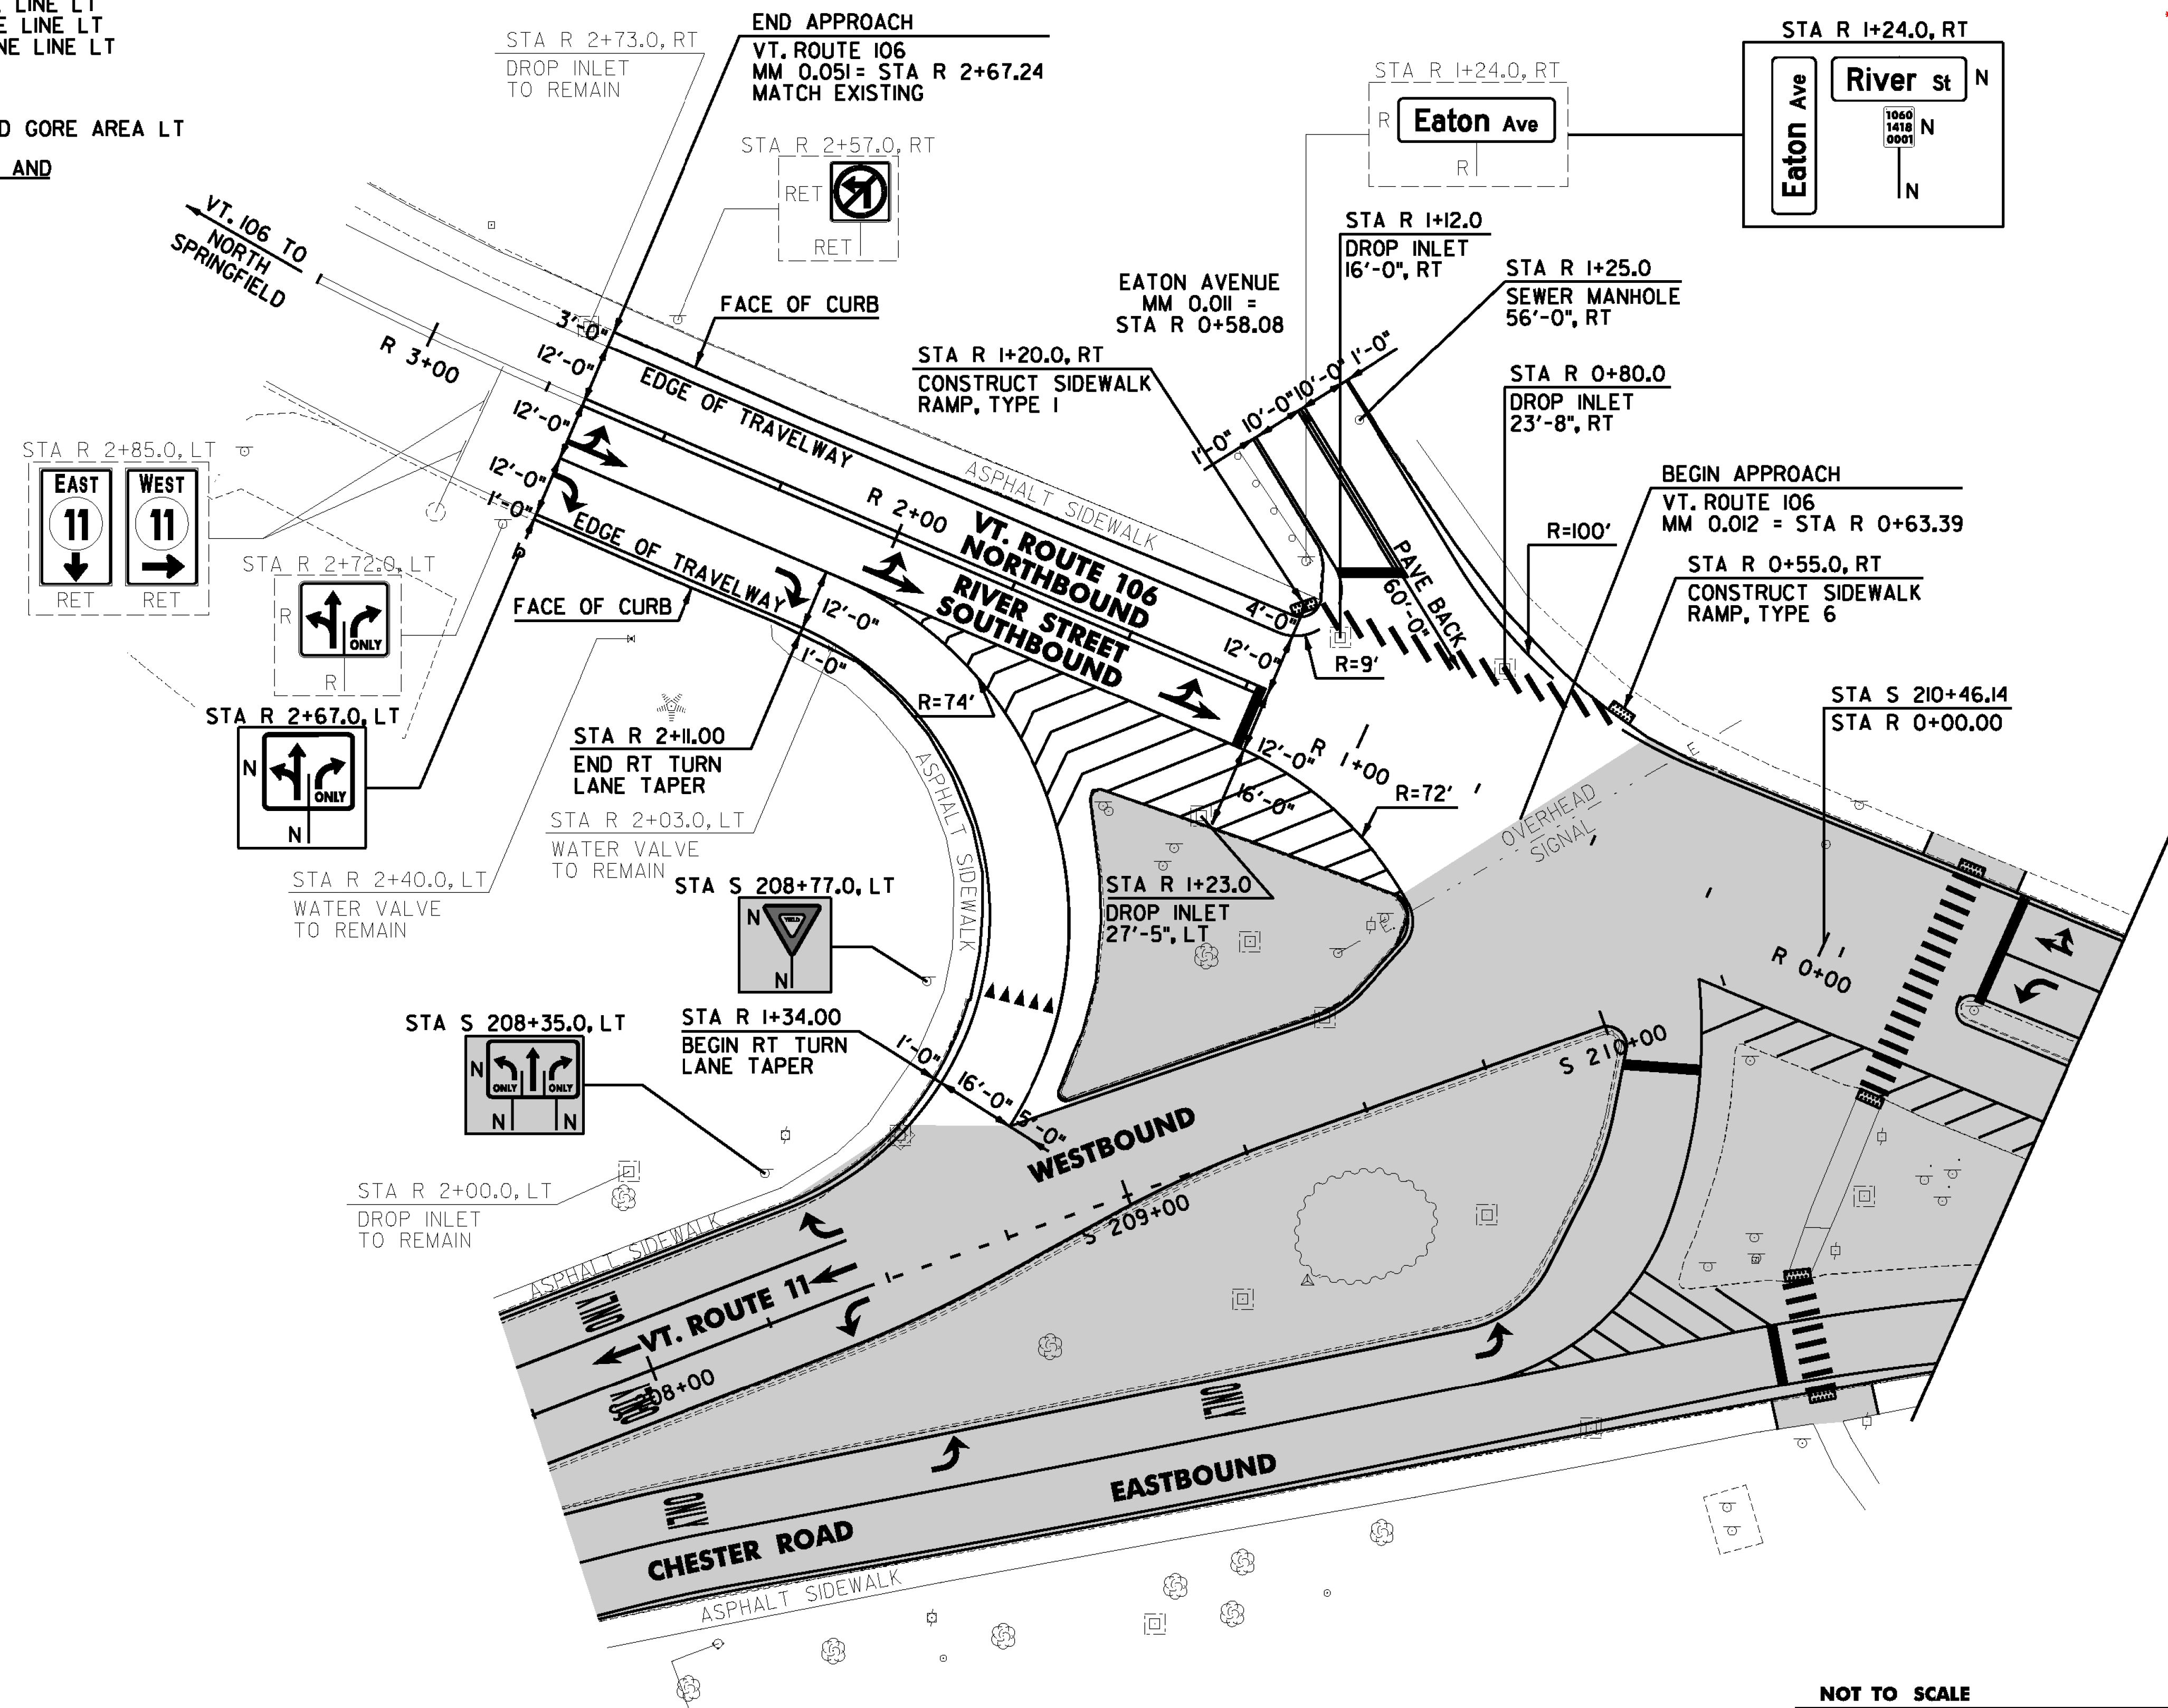 LINE LT
E LINE LT
NE LINE LT
D GORE AREA LT
AND
STA R 2+73.0, RT
DROP INLET
TO REMAIN
END APPROACH
VT. ROUTE 106
MM 0.051 = STA R 2+67.24
MATCH EXISTING
STA R 2+57.0, RT
RET
RET
STA R 1+24.0, RT
R
Eaton Ave
R
STA R 1+24.0, RT
Eaton Ave
River St
N
1060
1418
0001
N
N
VT. 106 TO
NORTH
SPRINGFIELD
R 3+00
FACE OF CURB
3'-0"
12'-0"
12'-0"
12'-0"
1'-0"
EDGE OF TRAVELWAY
ASPHALT SIDEWALK
R 2+00
VT. ROUTE 106
NORTHBOUND
RIVER STREET
SOUTHBOUND
EDGE OF TRAVELWAY
FACE OF CURB
STA R 1+12.0
DROP INLET
16'-0", RT
EATON AVENUE
MM 0.011 =
STA R 0+58.08
STA R 1+25.0
SEWER MANHOLE
56'-0", RT
STA R 1+20.0, RT
CONSTRUCT SIDEWALK
RAMP, TYPE 1
1'-0"
10'-0"
10'-0"
1'-0"
STA R 0+80.0
DROP INLET
23'-8", RT
BEGIN APPROACH
VT. ROUTE 106
MM 0.012 = STA R 0+63.39
R=100'
STA R 0+55.0, RT
CONSTRUCT SIDEWALK
RAMP, TYPE 6
PAVE BACK
60'-0"
4'-0"
12'-0"
R=9'
12'-0"
16'-0"
R 1+00
R=72'
STA S 210+46.14
STA R 0+00.00
STA R 2+85.0, LT
EAST
11
WEST
11
RET
RET
STA R 2+72.0, LT
R
ONLY
R
STA R 2+67.0, LT
N
ONLY
N
12'-0"
1'-0"
R=74'
STA R 2+11.00
END RT TURN
LANE TAPER
STA R 2+03.0, LT
WATER VALVE
TO REMAIN
STA R 2+40.0, LT
WATER VALVE
TO REMAIN
ASPHALT SIDEWALK
STA S 208+77.0, LT
N
YIELD
N
STA R 1+23.0
DROP INLET
27'-5", LT
OVERHEAD
SIGNAL
E
E
R 0+00
STA S 208+35.0, LT
N
ONLY
ONLY
N
N
STA R 1+34.00
BEGIN RT TURN
LANE TAPER
1'-0"
16'-0"
5'-0"
WESTBOUND
S 210+00
S 209+00
STA R 2+00.0, LT
DROP INLET
TO REMAIN
ASPHALT SIDEWALK
ONLY
VT. ROUTE 11
S 208+00
ONLY
ONLY
ONLY
EASTBOUND
CHESTER ROAD
ASPHALT SIDEWALK
NOT TO SCALE